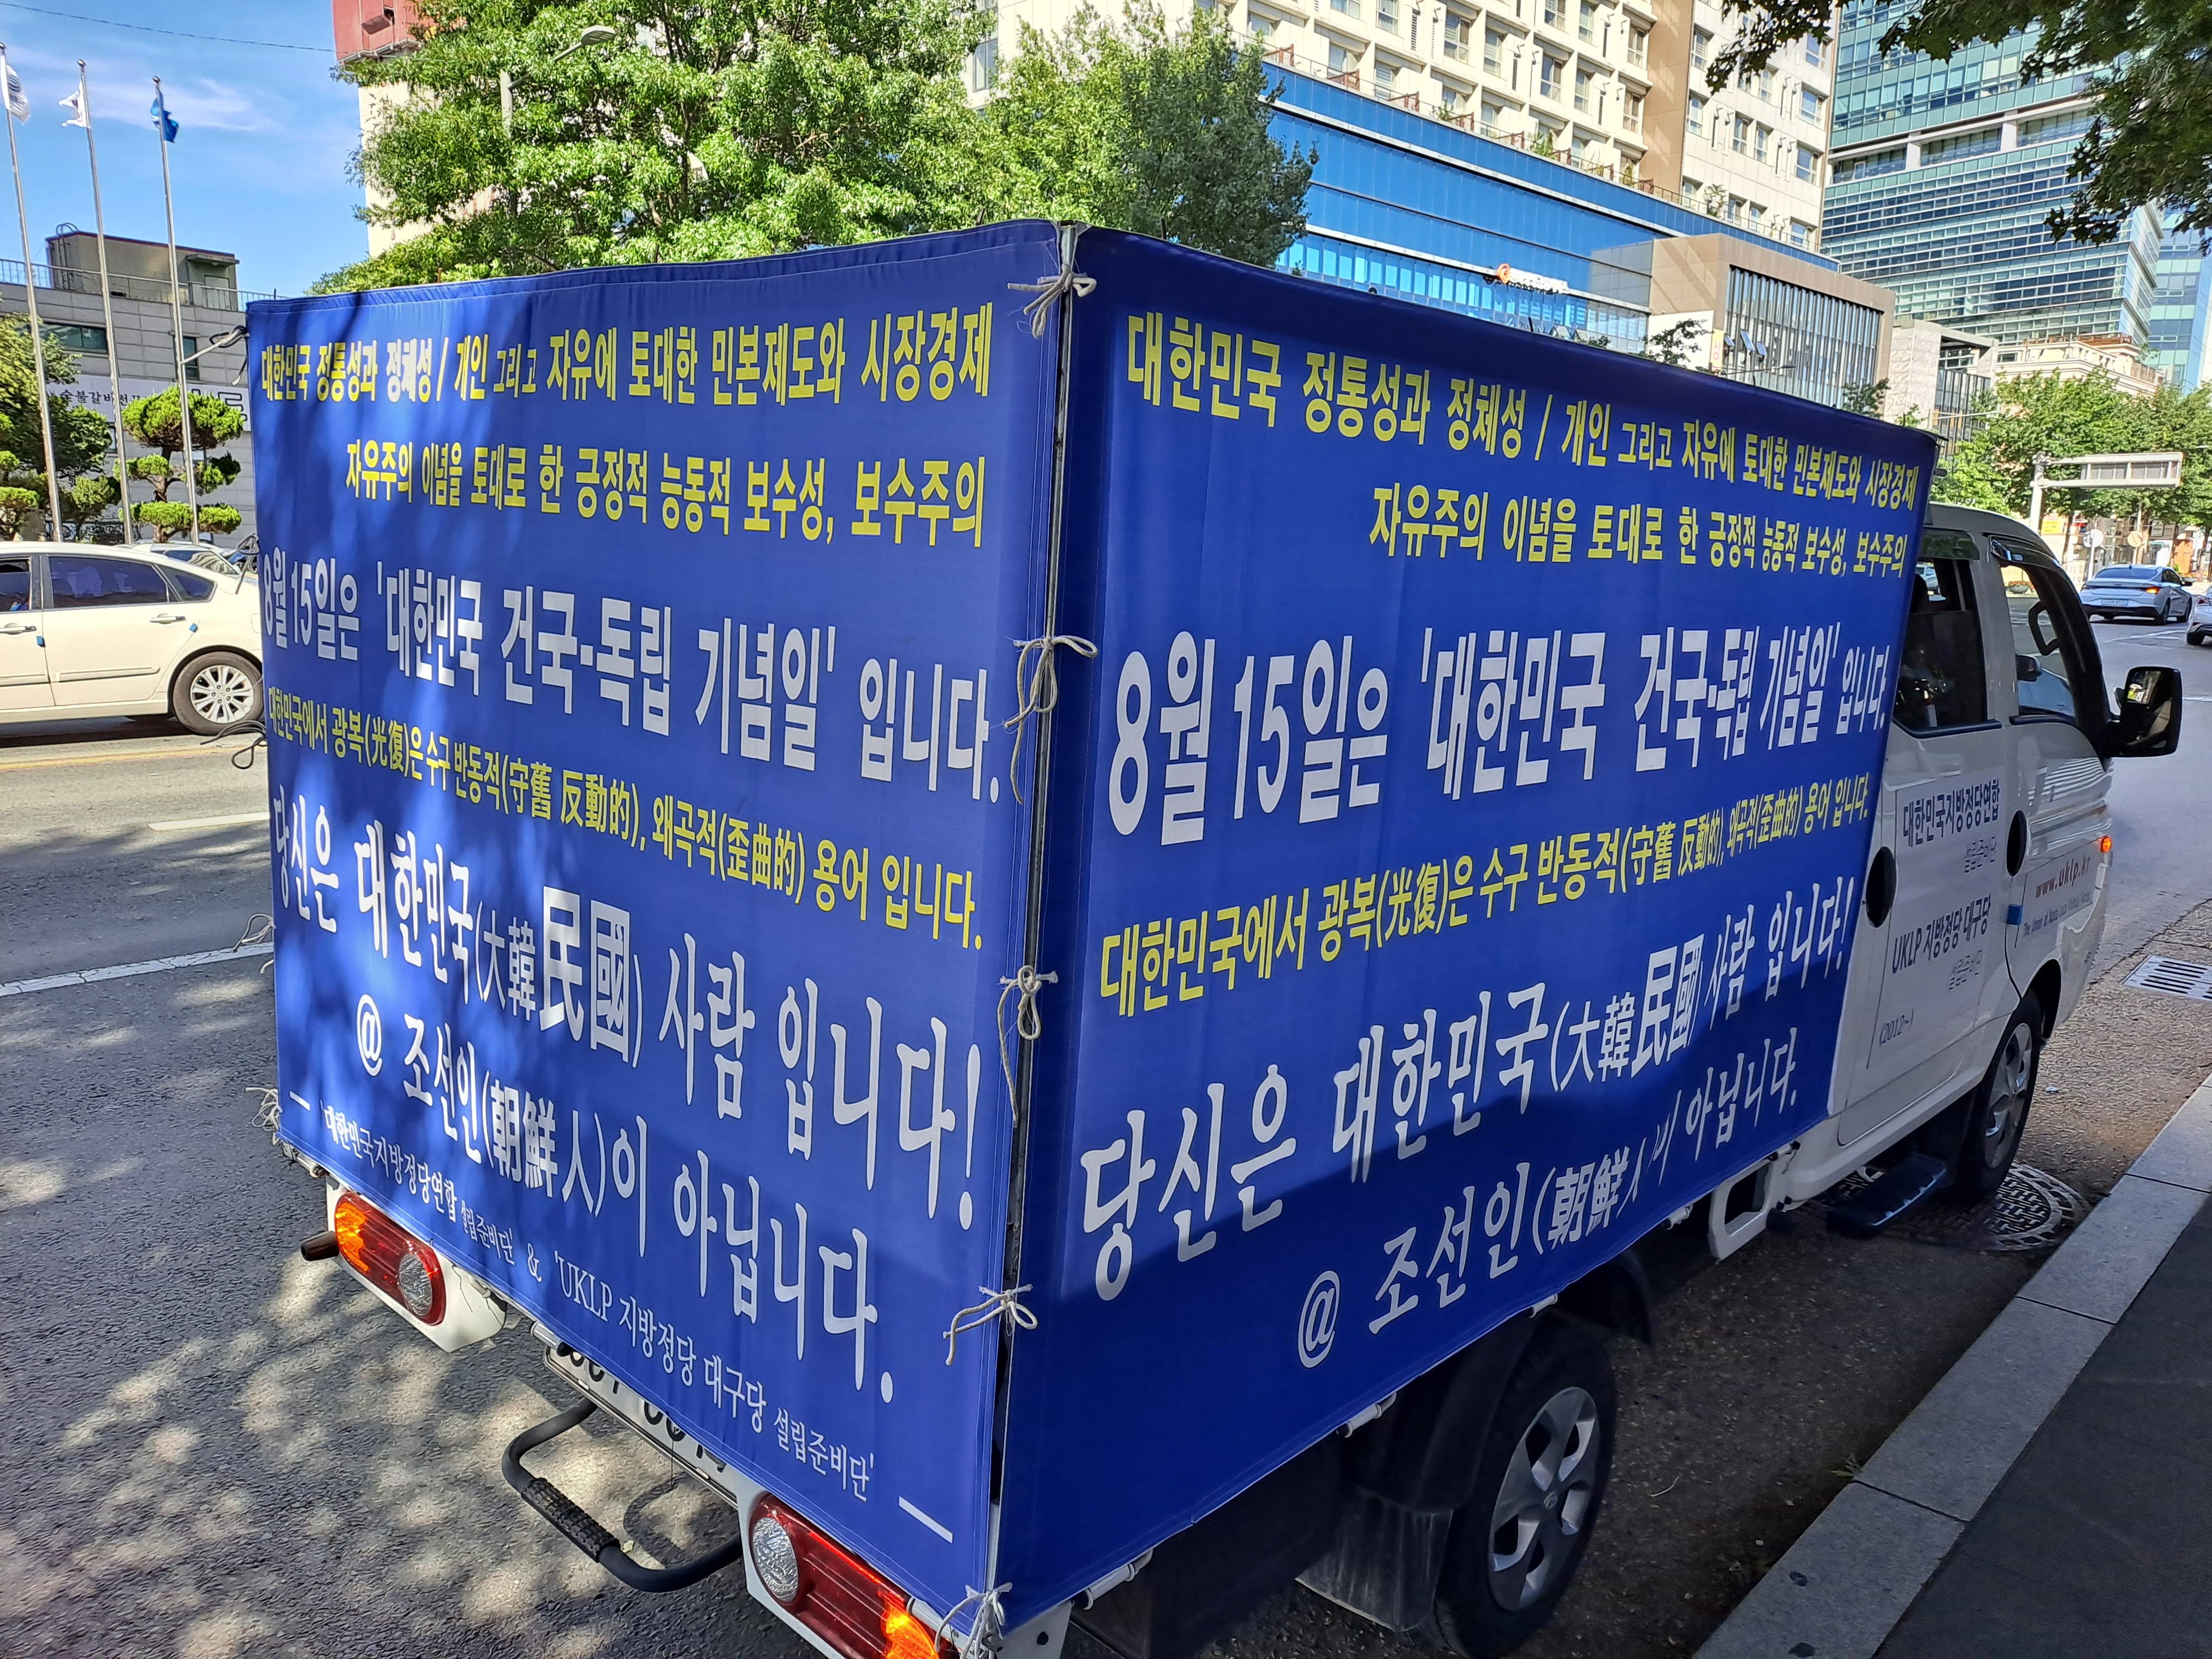 대한민국 정통성과 정체성 / 개인 그리고 자유에 토대한 민본제도와 시장경제
자유주의 이념을 토대로 한 긍정적 능동적 보수성, 보수주의
8월 15일은 '대한민국 건국-독립 기념일' 입니다.
대한민국에서 광복(光復)은 수구 반동적(守舊 反動的), 왜곡적(歪曲的) 용어 입니다.
당신은 대한민국(大韓民國) 사람 입니다!
@ 조선인(朝鮮人)이 아닙니다.
— '대한민국지방정당연합 설립준비단' & 'UKLP 지방정당 대구당 설립준비단' —
대한민국 정통성과 정체성 / 개인 그리고 자유에 토대한 민본제도와 시장경제
자유주의 이념을 토대로 한 긍정적 능동적 보수성, 보수주의
8월 15일은 '대한민국 건국-독립 기념일' 입니다.
대한민국에서 광복(光復)은 수구 반동적(守舊 反動的), 왜곡적(歪曲的) 용어 입니다.
당신은 대한민국(大韓民國) 사람 입니다!
@ 조선인(朝鮮人)이 아닙니다.
대한민국지방정당연합
설립준비단
UKLP 지방정당 대구당
설립준비단
(2012~)
www.uklp.kr